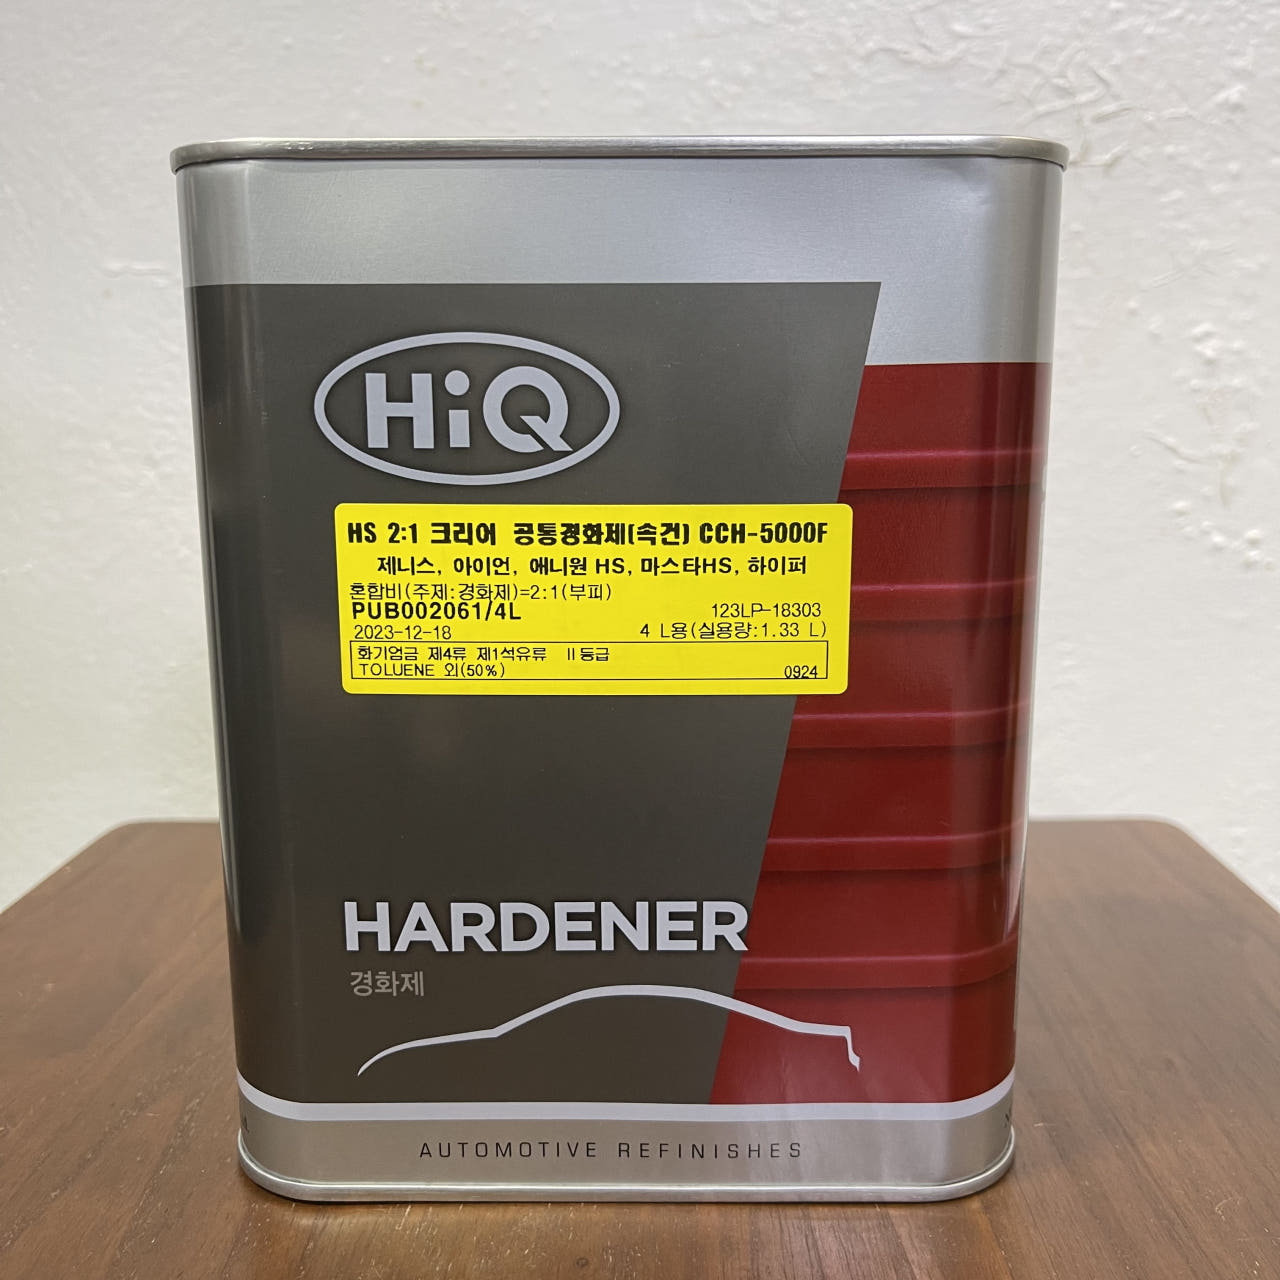 HiQ
HS 2:1 크리어 공통경화제(속건) CCH-5000F
제니스, 아이언, 애니원 HS, 마스타HS, 하이퍼
혼합비(주제:경화제)=2:1(부피)
PUB002061/4L 123LP-18303
2023-12-18 4 L용(실용량:1.33 L)
화기엄금 제4류 제1석유류 II등급
TOLUENE 외(50%) 0924
HARDENER
경화제
AUTOMOTIVE REFINISHES